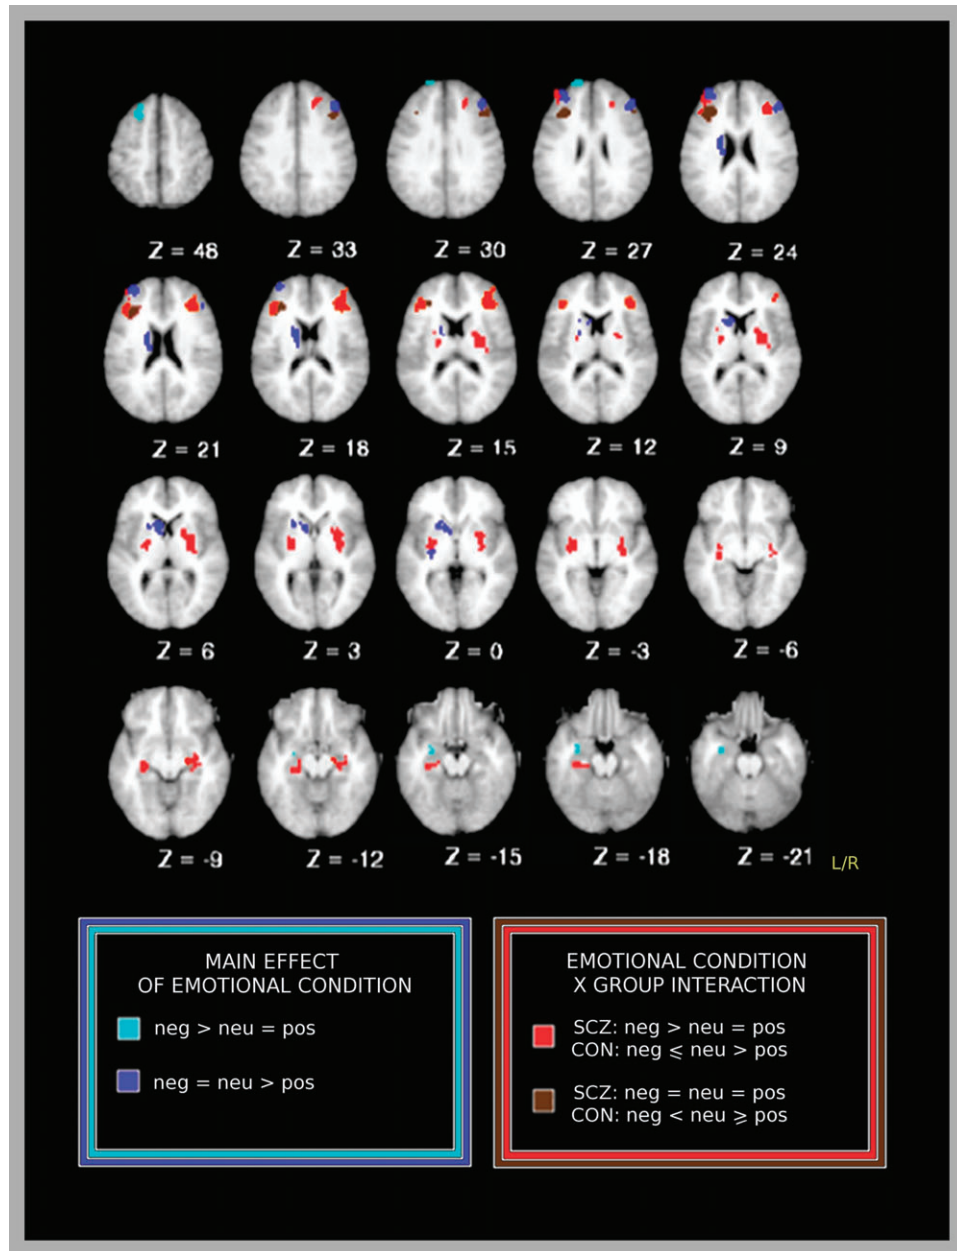 Z = 48
Z = 33
Z = 30
Z = 27
Z = 24
Z = 21
Z = 18
Z = 15
Z = 12
Z = 9
Z = 6
Z = 3
Z = 0
Z = -3
Z = -6
Z = -9
Z = -12
Z = -15
Z = -18
Z = -21
L/R
MAIN EFFECT
OF EMOTIONAL CONDITION
neg > neu = pos
neg = neu > pos
EMOTIONAL CONDITION
X GROUP INTERACTION
SCZ: neg > neu = pos
CON: neg ⩽ neu > pos
SCZ: neg = neu = pos
CON: neg < neu ⩾ pos